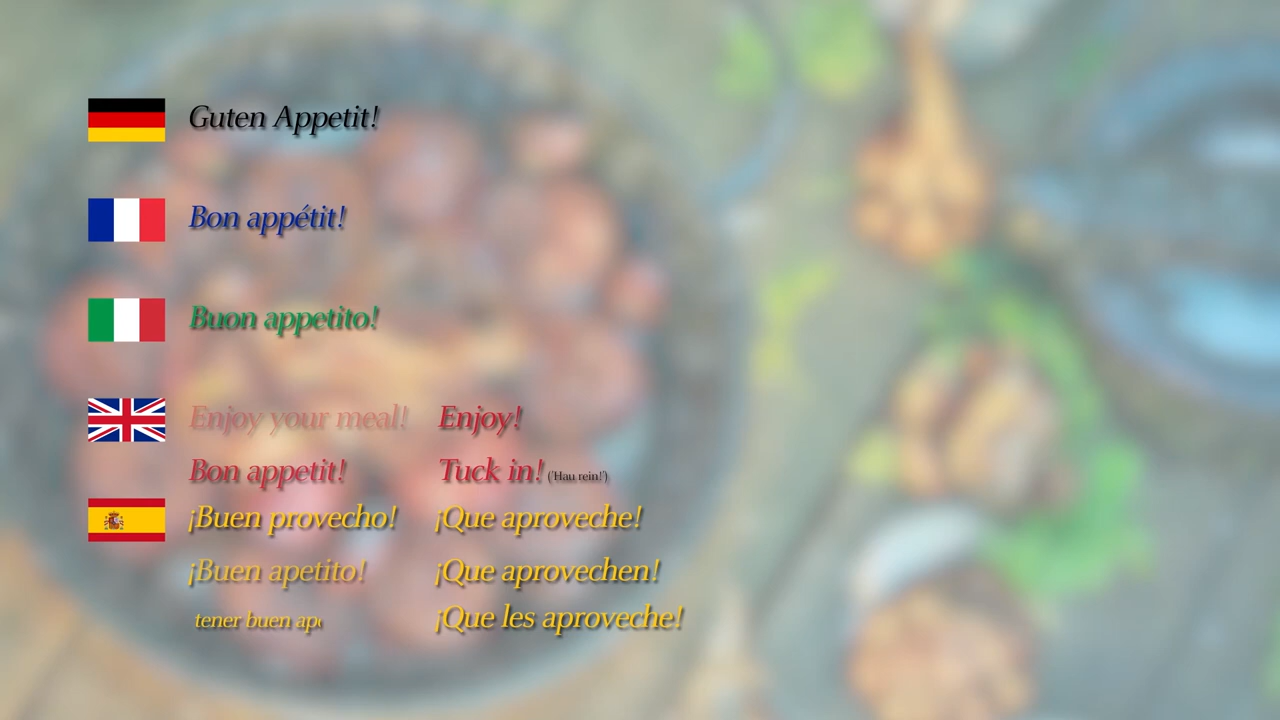 Guten Appetit!
Bon appétit!
Buon appetito!
Enjoy your meal! Enjoy!
Bon appetit! Tuck in! ('Hau rein!')
¡Buen provecho! ¡Que aproveche!
¡Buen apetito! ¡Que aprovechen!
tener buen ¡Que les aproveche!